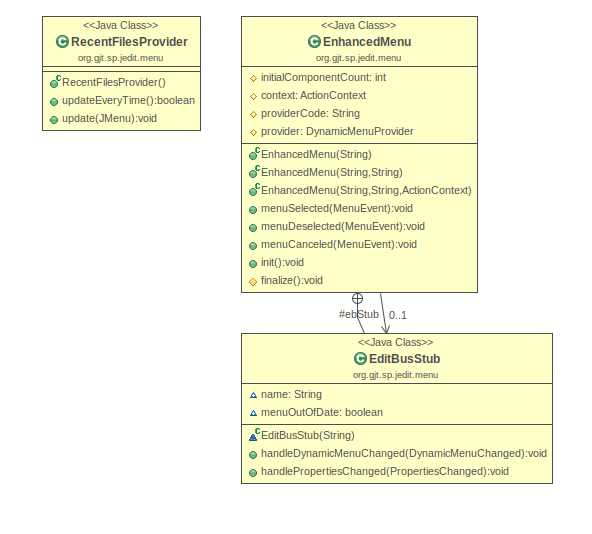 <<Java Class>>
RecentFilesProvider
org.gjt.sp.jedit.menu
RecentFilesProvider()
updateEveryTime():boolean
update(JMenu):void
<<Java Class>>
EnhancedMenu
org.gjt.sp.jedit.menu
initialComponentCount: int
context: ActionContext
providerCode: String
provider: DynamicMenuProvider
EnhancedMenu(String)
EnhancedMenu(String,String)
EnhancedMenu(String,String,ActionContext)
menuSelected(MenuEvent):void
menuDeselected(MenuEvent):void
menuCanceled(MenuEvent):void
init():void
finalize():void
#ebStub 0..1
<<Java Class>>
EditBusStub
org.gjt.sp.jedit.menu
name: String
menuOutOfDate: boolean
EditBusStub(String)
handleDynamicMenuChanged(DynamicMenuChanged):void
handlePropertiesChanged(PropertiesChanged):void